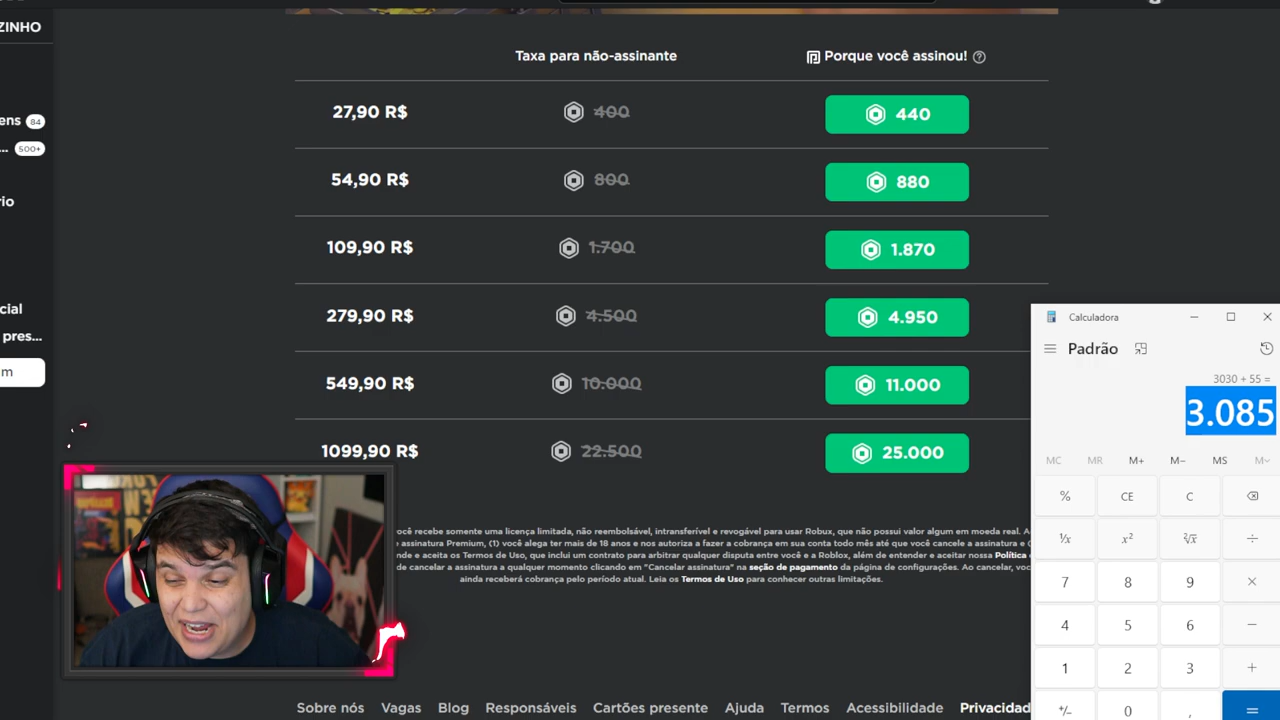 ZINHO
Taxa para não-assinante
Porque você assinou!
27,90 R$
400
440
ens 84
... 500+
54,90 R$
800
880
rio
109,90 R$
1.700
1.870
cial
pres...
m
279,90 R$
4.500
4.950
549,90 R$
10.000
11.000
1099,90 R$
22.500
25.000
Calculadora
Padrão
3030 + 55 =
3.085
MC MR M+ M− MS M
% CE C
¹/x x² ²√x ÷
7 8 9 ×
4 5 6 −
1 2 3 +
+/− 0 , =
ocê recebe somente uma licença limitada, não reembolsável, intransferível e revogável para usar Robux, que não possui valor algum em moeda real. A
e assinatura Premium, (1) você alega ter mais de 18 anos e nos autoriza a fazer a cobrança em sua conta todo mês até que você cancele a assinatura e
nde e aceita os Termos de Uso, que inclui um contrato para arbitrar qualquer disputa entre você e a Roblox, além de entender e aceitar nossa Política
de cancelar a assinatura a qualquer momento clicando em "Cancelar assinatura" na seção de pagamento da página de configurações. Ao cancelar, voc
ainda receberá cobrança pelo período atual. Leia os Termos de Uso para conhecer outras limitações.
Sobre nós Vagas Blog Responsáveis Cartões presente Ajuda Termos Acessibilidade Privacidad